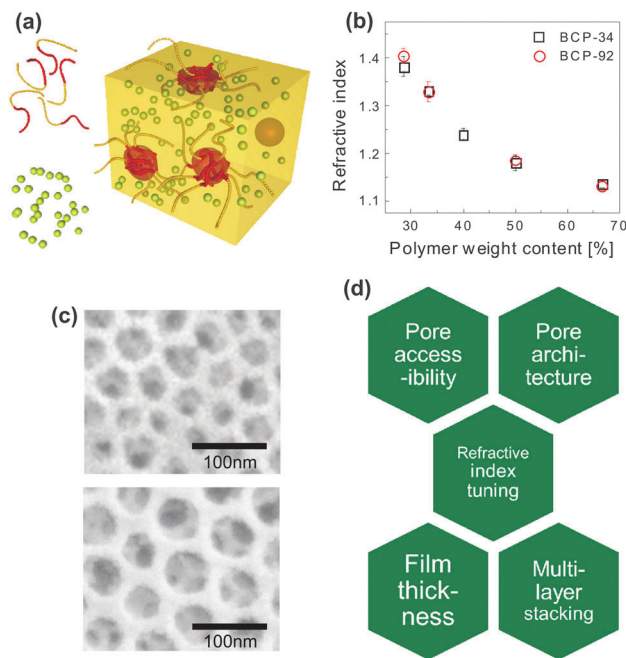 (a)
(b)
BCP-34
BCP-92
Refractive index
1.4
1.3
1.2
1.1
30
40
50
60
70
Polymer weight content [%]
(c)
100nm
100nm
(d)
Pore
access
-ibility
Pore
archi-
tecture
Refractive
index
tuning
Film
thick-
ness
Multi-
layer
stacking